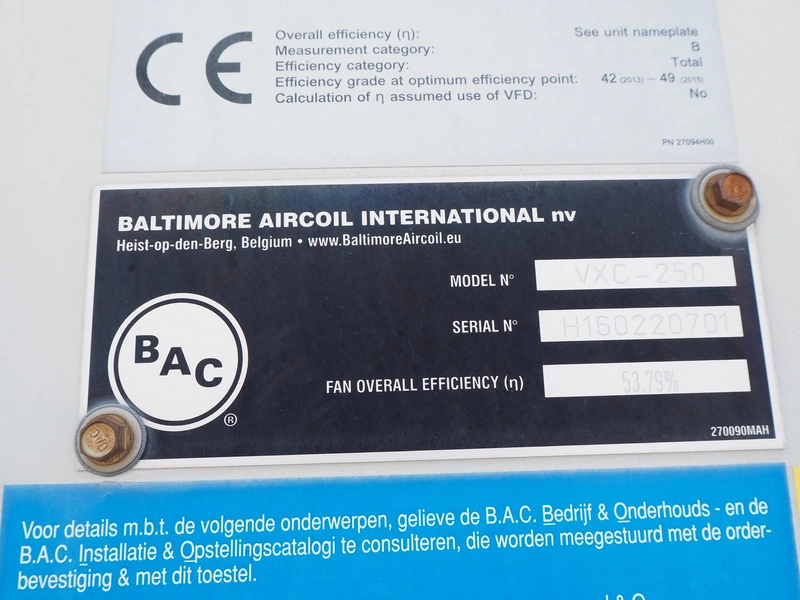 CE
Overall efficiency (η): See unit nameplate
Measurement category: B
Efficiency category: Total
Efficiency grade at optimum efficiency point: 42 (2013) – 49 (2015)
Calculation of η assumed use of VFD: No
PN 27094H00
BALTIMORE AIRCOIL INTERNATIONAL nv
Heist-op-den-Berg, Belgium • www.BaltimoreAircoil.eu
MODEL N° VXC-250
SERIAL N° H160220701
BAC ®
FAN OVERALL EFFICIENCY (η) 53.79%
270090MAH
Voor details m.b.t. de volgende onderwerpen, gelieve de B.A.C. Bedrijf & Onderhouds - en de
B.A.C. Installatie & Opstellingscatalogi te consulteren, die worden meegestuurd met de order-
bevestiging & met dit toestel.